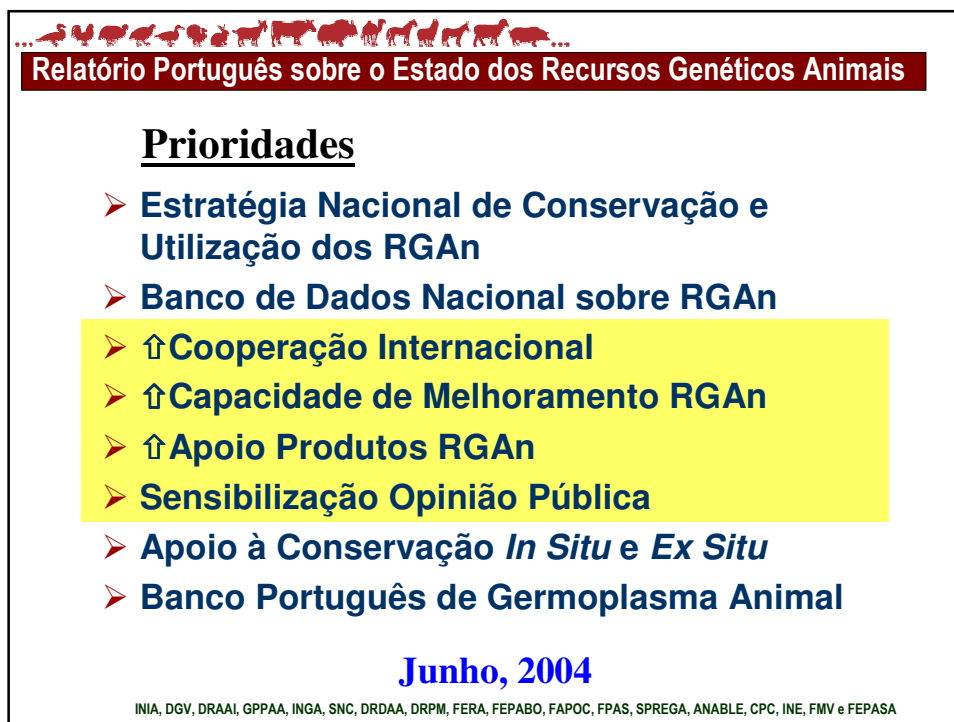 Relatório Português sobre o Estado dos Recursos Genéticos Animais
Prioridades
➢ Estratégia Nacional de Conservação e
Utilização dos RGAn
➢ Banco de Dados Nacional sobre RGAn
➢ ⇧Cooperação Internacional
➢ ⇧Capacidade de Melhoramento RGAn
➢ ⇧Apoio Produtos RGAn
➢ Sensibilização Opinião Pública
➢ Apoio à Conservação In Situ e Ex Situ
➢ Banco Português de Germoplasma Animal
Junho, 2004
INIA, DGV, DRAAI, GPPAA, INGA, SNC, DRDAA, DRPM, FERA, FEPABO, FAPOC, FPAS, SPREGA, ANABLE, CPC, INE, FMV e FEPASA